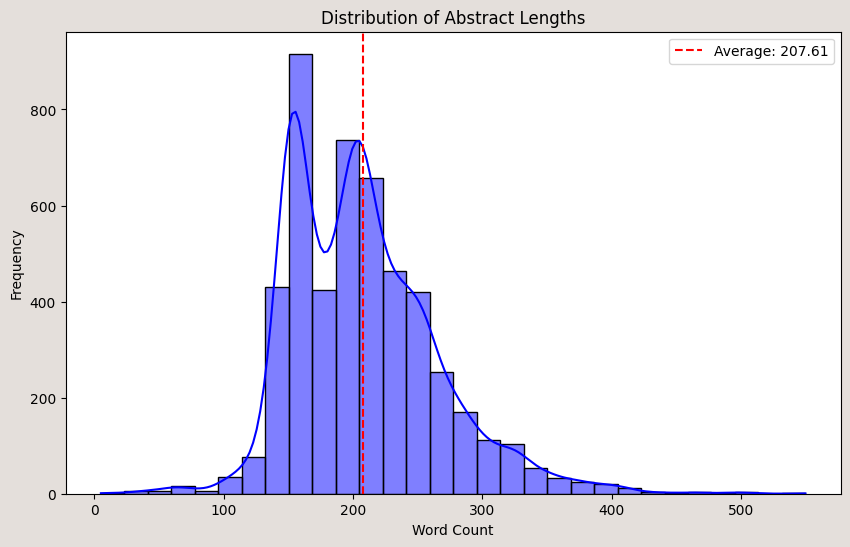 Distribution of Abstract Lengths
Average: 207.61
Frequency
800
600
400
200
0
0 100 200 300 400 500
Word Count